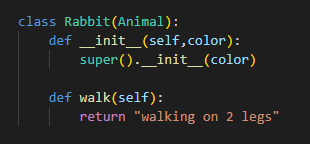 class Rabbit(Animal):
    def __init__(self,color):
        super().__init__(color)

    def walk(self):
        return "walking on 2 legs"